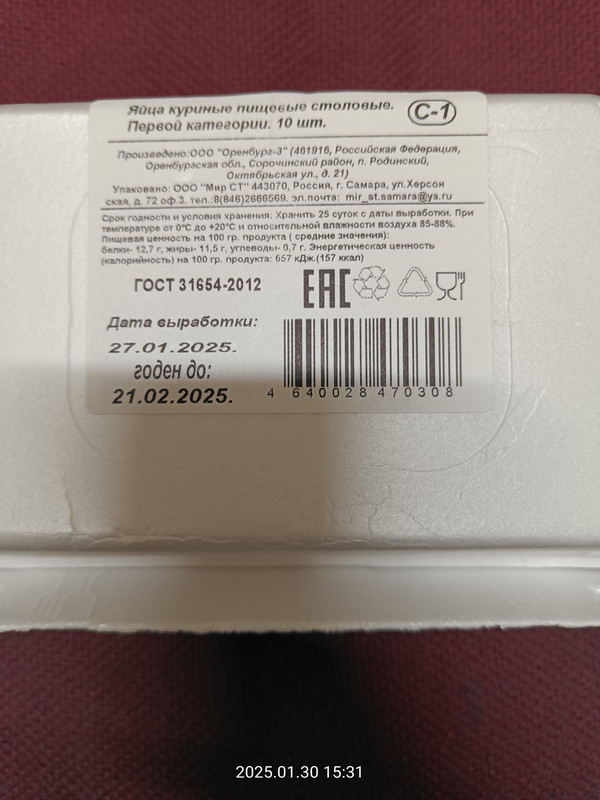 Яйца куриные пищевые столовые.
Первой категории. 10 шт.
С-1
Произведено:ООО "Оренбург-3" (461916, Российская Федерация,
Оренбургская обл., Сорочинский район, п. Родинский,
Октябрьская ул., д. 21)
Упаковано: ООО "Мир СТ" 443070, Россия, г. Самара, ул.Херсон
ская, д. 72 оф.3. тел.:8(846)2666569. эл.почта: mir_st.samara@ya.ru
Срок годности и условия хранения: Хранить 25 суток с даты выработки. При
температуре от 0°С до +20°С и относительной влажности воздуха 85-88%.
Пищевая ценность на 100 гр. продукта ( средние значения):
белки- 12,7 г, жиры- 11,5 г, углеводы- 0,7 г. Энергетическая ценность
(калорийность) на 100 гр. продукта: 657 кДж.(157 ккал)
ГОСТ 31654-2012
ЕАС
Дата выработки:
27.01.2025.
годен до:
21.02.2025.
4 640028 470308
2025.01.30 15:31